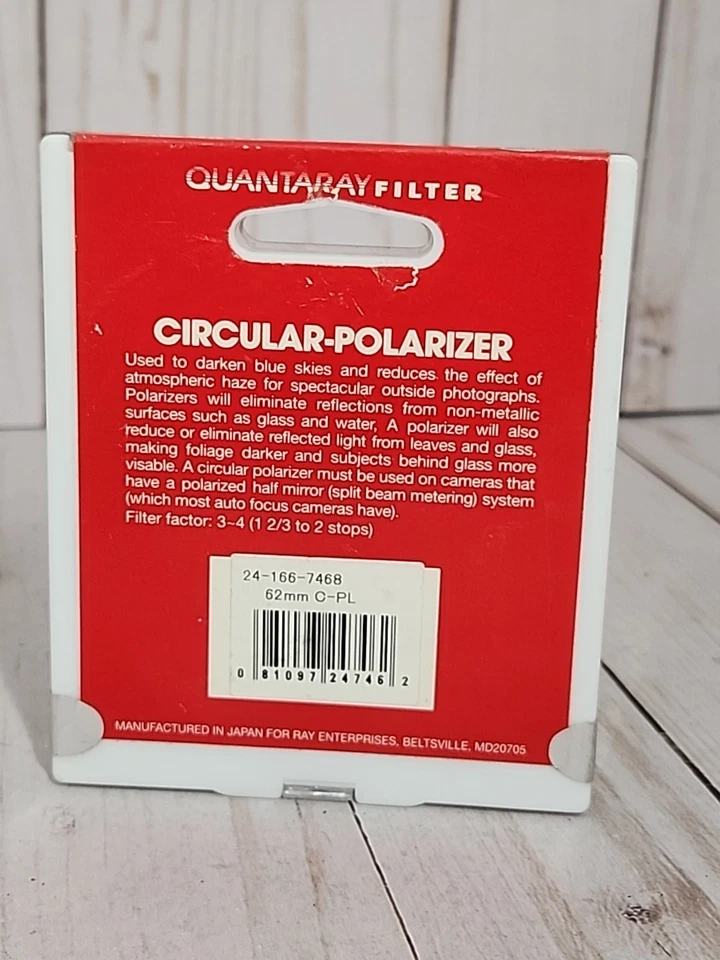 QUANTARAY FILTER
CIRCULAR-POLARIZER
Used to darken blue skies and reduces the effect of
atmospheric haze for spectacular outside photographs.
Polarizers will eliminate reflections from non-metallic
surfaces such as glass and water, A polarizer will also
reduce or eliminate reflected light from leaves and glass,
making foliage darker and subjects behind glass more
visable. A circular polarizer must be used on cameras that
have a polarized half mirror (split beam metering) system
(which most auto focus cameras have).
Filter factor: 3-4 (1 2/3 to 2 stops)
24-166-7468
62mm C-PL
0 81097 24746 2
MANUFACTURED IN JAPAN FOR RAY ENTERPRISES, BELTSVILLE, MD20705